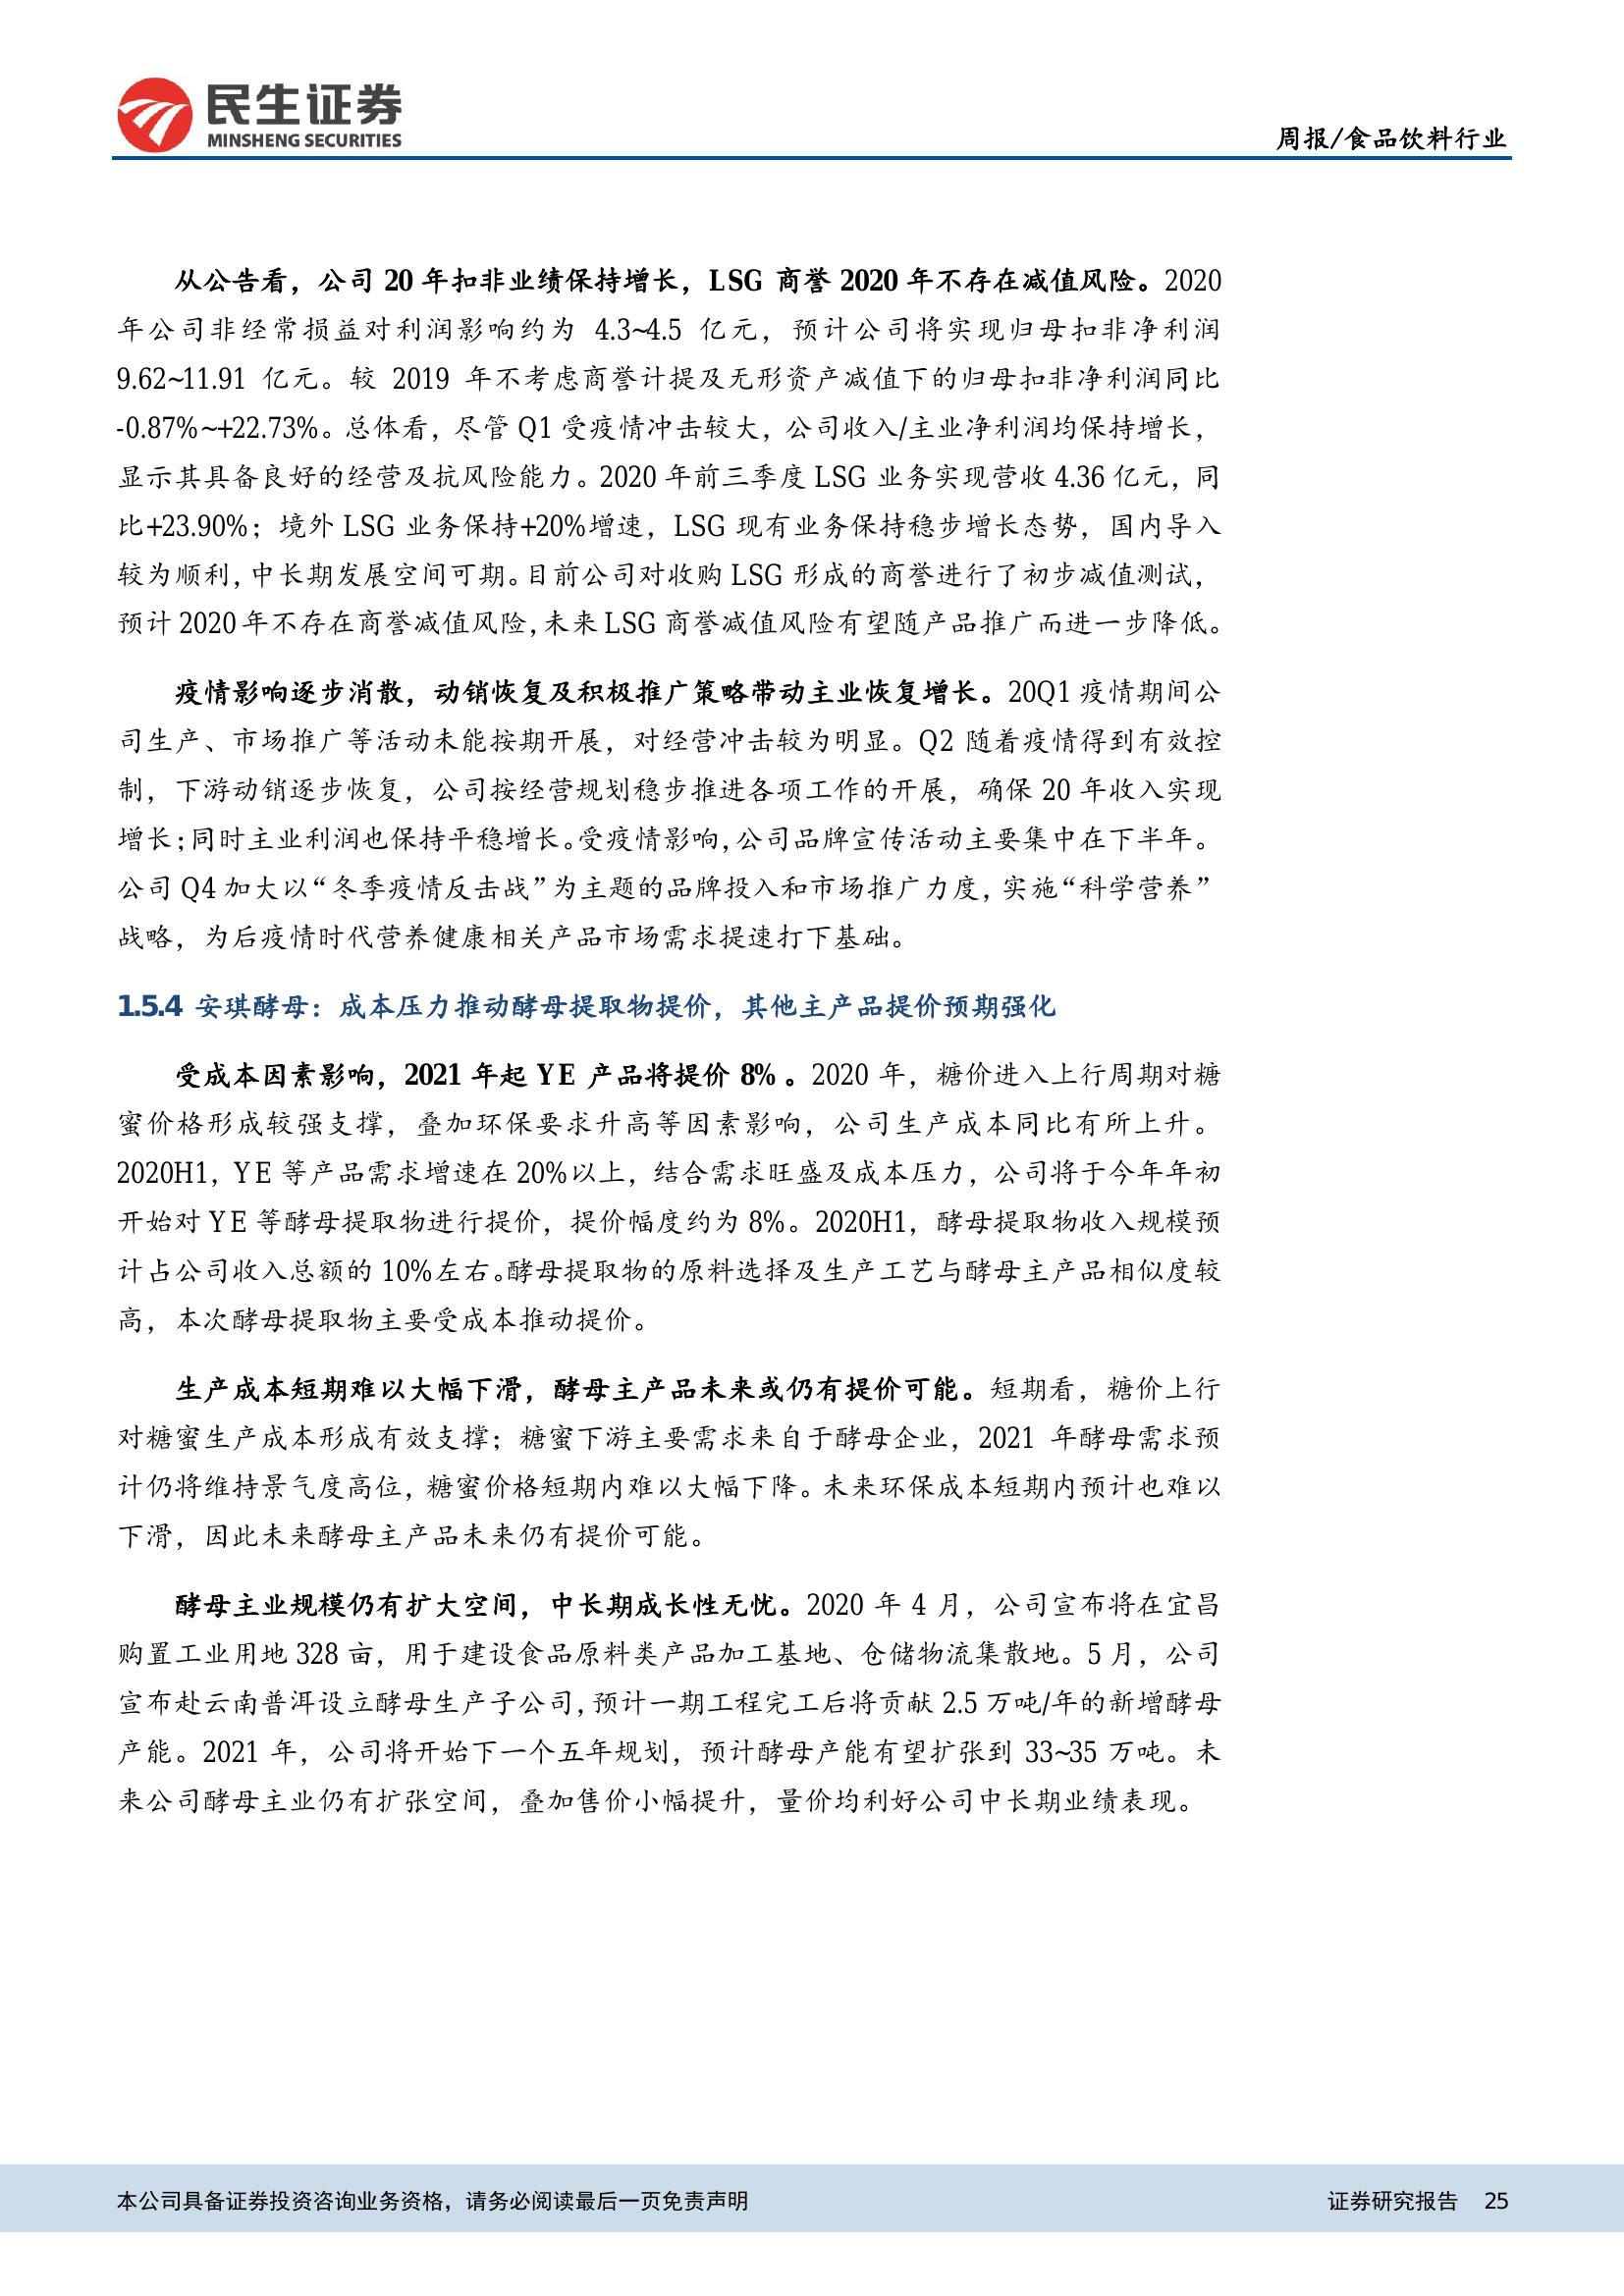 民生证券
MINSHENG SECURITIES
周报/食品饮料行业
从公告看，公司 20 年扣非业绩保持增长，LSG 商誉 2020 年不存在减值风险。2020
年公司非经常损益对利润影响约为 4.3~4.5 亿元，预计公司将实现归母扣非净利润
9.62~11.91 亿元。较 2019 年不考虑商誉计提及无形资产减值下的归母扣非净利润同比
-0.87%~+22.73%。总体看，尽管 Q1 受疫情冲击较大，公司收入/主业净利润均保持增长，
显示其具备良好的经营及抗风险能力。2020 年前三季度 LSG 业务实现营收 4.36 亿元，同
比+23.90%；境外 LSG 业务保持+20%增速，LSG 现有业务保持稳步增长态势，国内导入
较为顺利，中长期发展空间可期。目前公司对收购 LSG 形成的商誉进行了初步减值测试，
预计 2020 年不存在商誉减值风险，未来 LSG 商誉减值风险有望随产品推广而进一步降低。
疫情影响逐步消散，动销恢复及积极推广策略带动主业恢复增长。20Q1 疫情期间公
司生产、市场推广等活动未能按期开展，对经营冲击较为明显。Q2 随着疫情得到有效控
制，下游动销逐步恢复，公司按经营规划稳步推进各项工作的开展，确保 20 年收入实现
增长；同时主业利润也保持平稳增长。受疫情影响，公司品牌宣传活动主要集中在下半年。
公司 Q4 加大以“冬季疫情反击战”为主题的品牌投入和市场推广力度，实施“科学营养”
战略，为后疫情时代营养健康相关产品市场需求提速打下基础。
1.5.4 安琪酵母：成本压力推动酵母提取物提价，其他主产品提价预期强化
受成本因素影响，2021 年起 YE 产品将提价 8%。2020 年，糖价进入上行周期对糖
蜜价格形成较强支撑，叠加环保要求升高等因素影响，公司生产成本同比有所上升。
2020H1，YE 等产品需求增速在 20%以上，结合需求旺盛及成本压力，公司将于今年年初
开始对 YE 等酵母提取物进行提价，提价幅度约为 8%。2020H1，酵母提取物收入规模预
计占公司收入总额的 10%左右。酵母提取物的原料选择及生产工艺与酵母主产品相似度较
高，本次酵母提取物主要受成本推动提价。
生产成本短期难以大幅下滑，酵母主产品未来或仍有提价可能。短期看，糖价上行
对糖蜜生产成本形成有效支撑；糖蜜下游主要需求来自于酵母企业，2021 年酵母需求预
计仍将维持景气度高位，糖蜜价格短期内难以大幅下降。未来环保成本短期内预计也难以
下滑，因此未来酵母主产品未来仍有提价可能。
酵母主业规模仍有扩大空间，中长期成长性无忧。2020 年 4 月，公司宣布将在宜昌
购置工业用地 328 亩，用于建设食品原料类产品加工基地、仓储物流集散地。5 月，公司
宣布赴云南普洱设立酵母生产子公司，预计一期工程完工后将贡献 2.5 万吨/年的新增酵母
产能。2021 年，公司将开始下一个五年规划，预计酵母产能有望扩张到 33~35 万吨。未
来公司酵母主业仍有扩张空间，叠加售价小幅提升，量价均利好公司中长期业绩表现。
本公司具备证券投资咨询业务资格，请务必阅读最后一页免责声明
证券研究报告 25